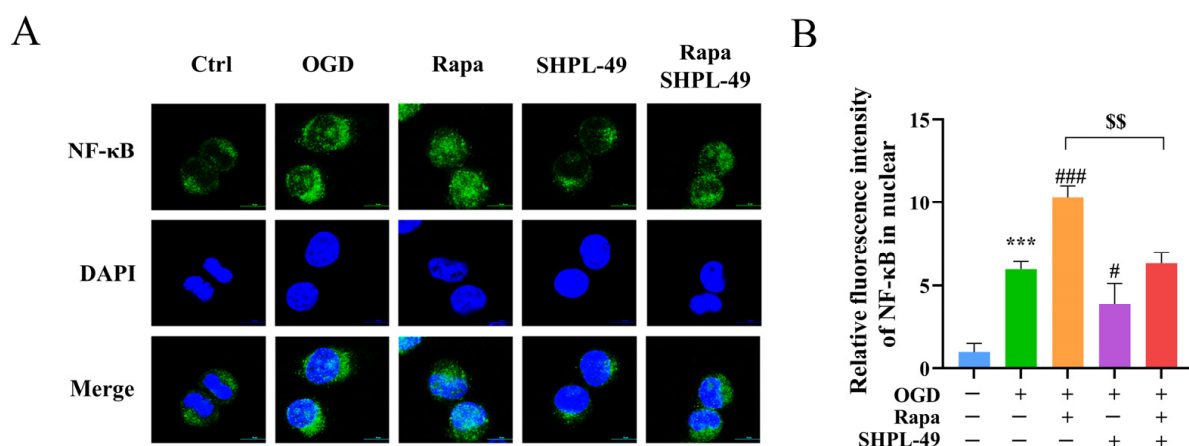 A
Ctrl
OGD
Rapa
SHPL-49
Rapa
SHPL-49
NF-κB
DAPI
Merge
B
Relative fluorescence intensity
of NF-κB in nuclear
15
10
5
0
***
###
#
$$
OGD − + + + +
Rapa − − + − +
SHPL-49 − − − + +